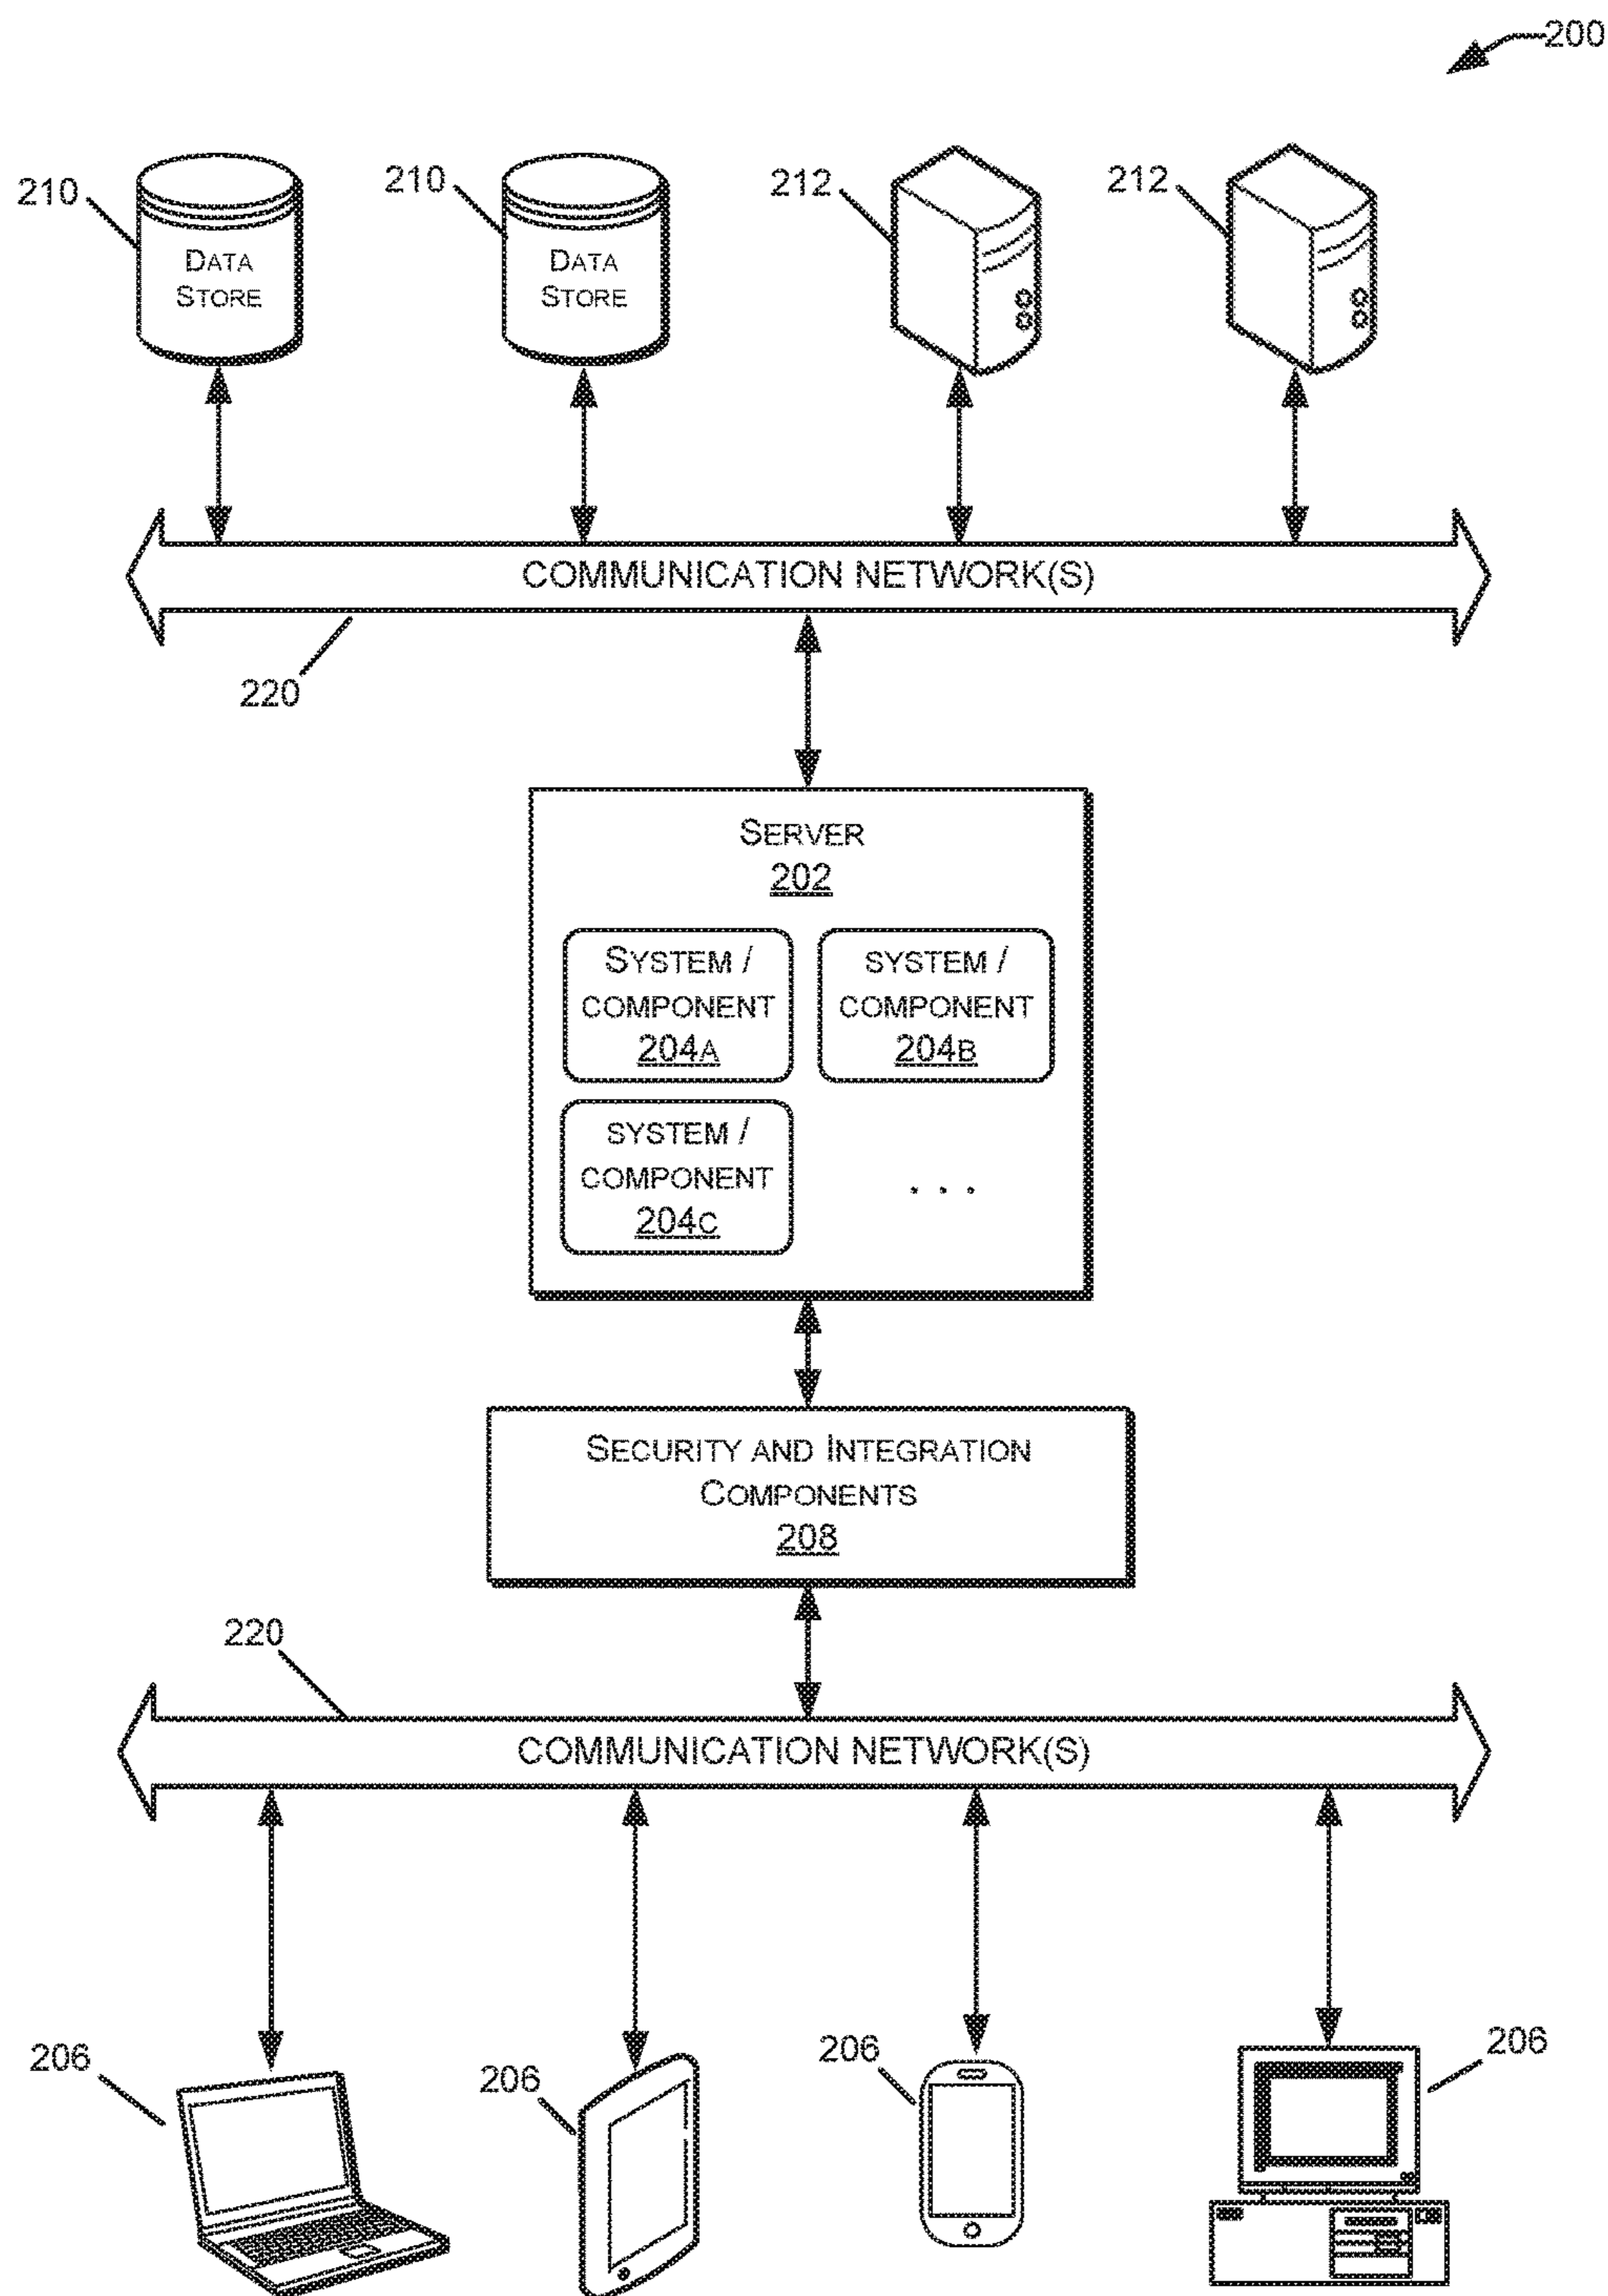 200
210
210
212
212
DATA
STORE
DATA
STORE
COMMUNICATION NETWORK(S)
220
SERVER
202
SYSTEM /
COMPONENT
204A
SYSTEM /
COMPONENT
204B
SYSTEM /
COMPONENT
204C
. . .
SECURITY AND INTEGRATION
COMPONENTS
208
220
COMMUNICATION NETWORK(S)
206
206
206
206